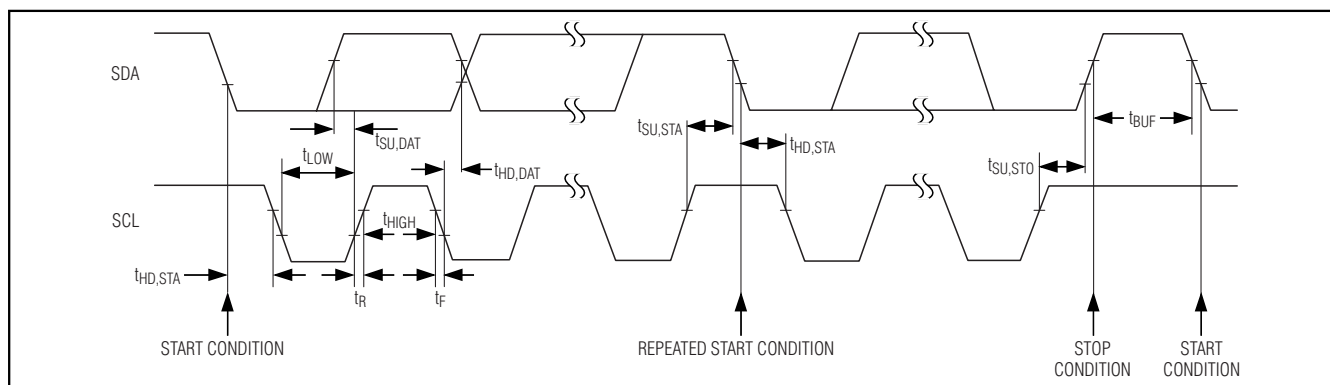 SDA
tSU,DAT
tLOW
tHD,DAT
tSU,STA
tHD,STA
tBUF
tSU,STO
SCL
tHIGH
tHD,STA
tR
tF
START CONDITION
REPEATED START CONDITION
STOP
CONDITION
START
CONDITION